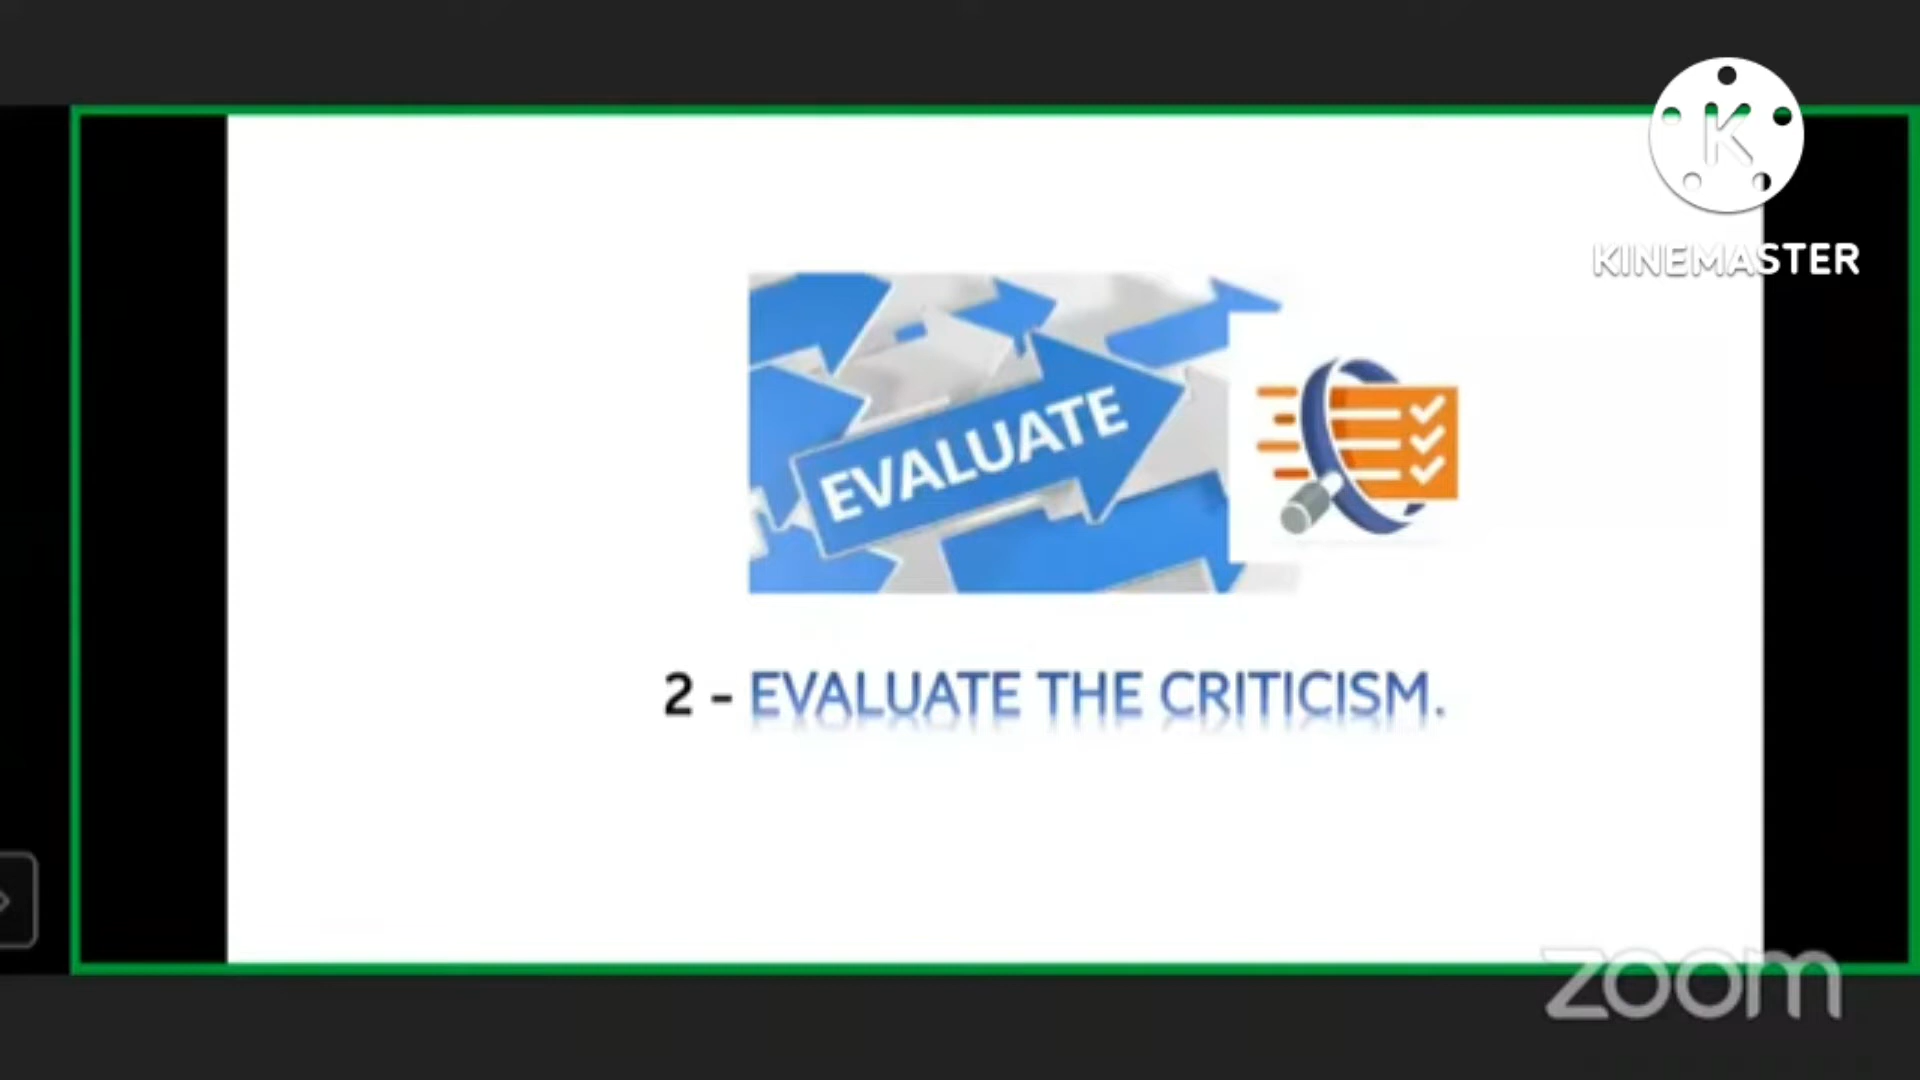 K
KINEMASTER
EVALUATE
2 - EVALUATE THE CRITICISM.
zoom